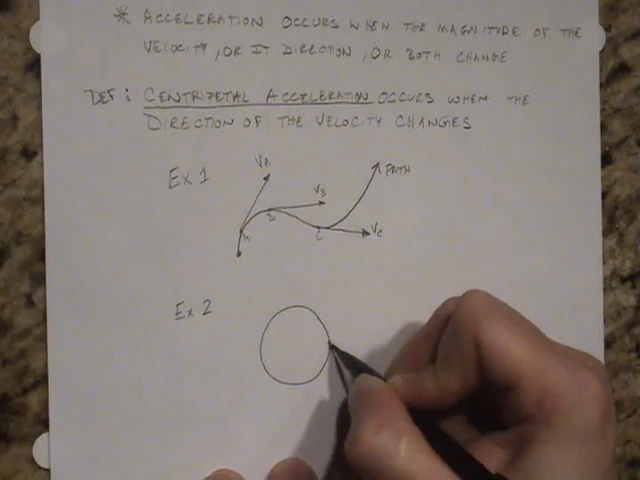 * ACCELERATION OCCURS WHEN THE MAGNITUDE OF THE
VELOCITY, OR IT DIRECTION, OR BOTH CHANGE
DEF: CENTRIPETAL ACCELERATION OCCURS WHEN THE
DIRECTION OF THE VELOCITY CHANGES
Ex 1
VA
VB
PATH
A
B
C
VC
Ex 2